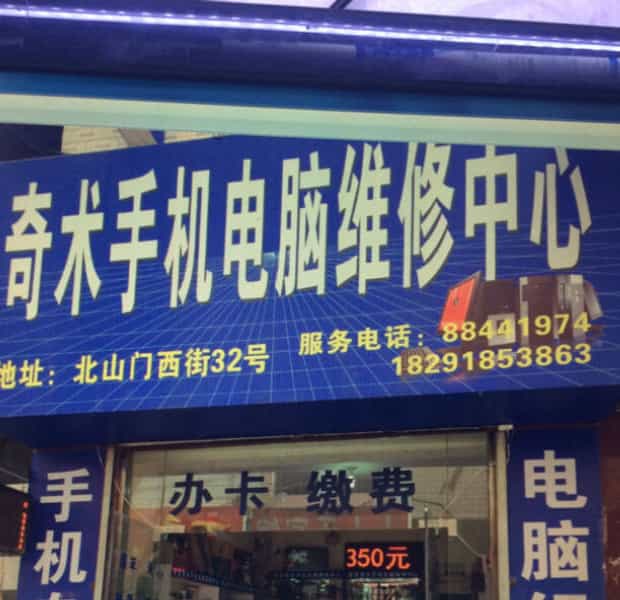 奇术手机电脑维修中心
地址：北山门西街32号
服务电话：88441974
18291853863
办卡 缴费
350元
手机
电脑